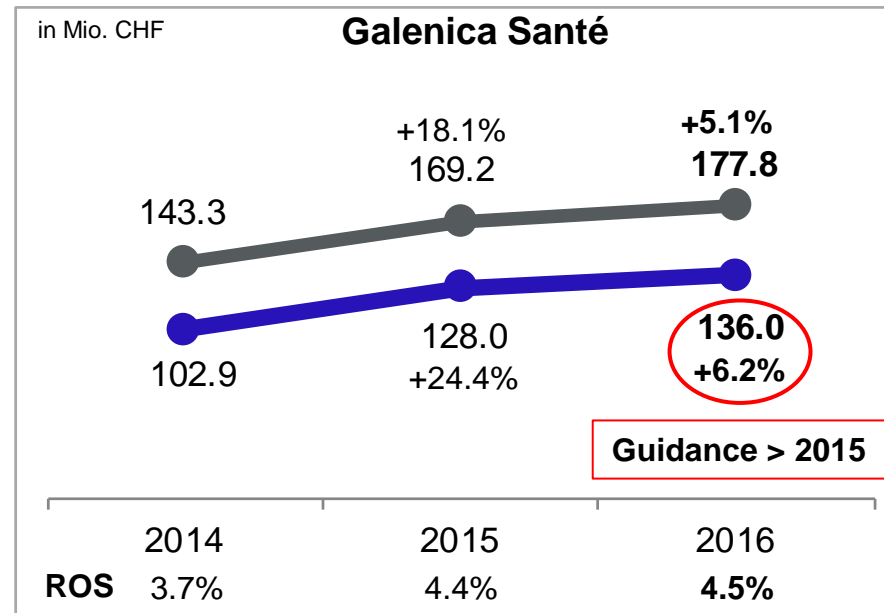 in Mio. CHF
Galenica Santé
+18.1%
+5.1%
169.2
177.8
143.3
102.9
128.0
136.0
+24.4%
+6.2%
Guidance > 2015
2014 2015 2016
ROS 3.7% 4.4% 4.5%